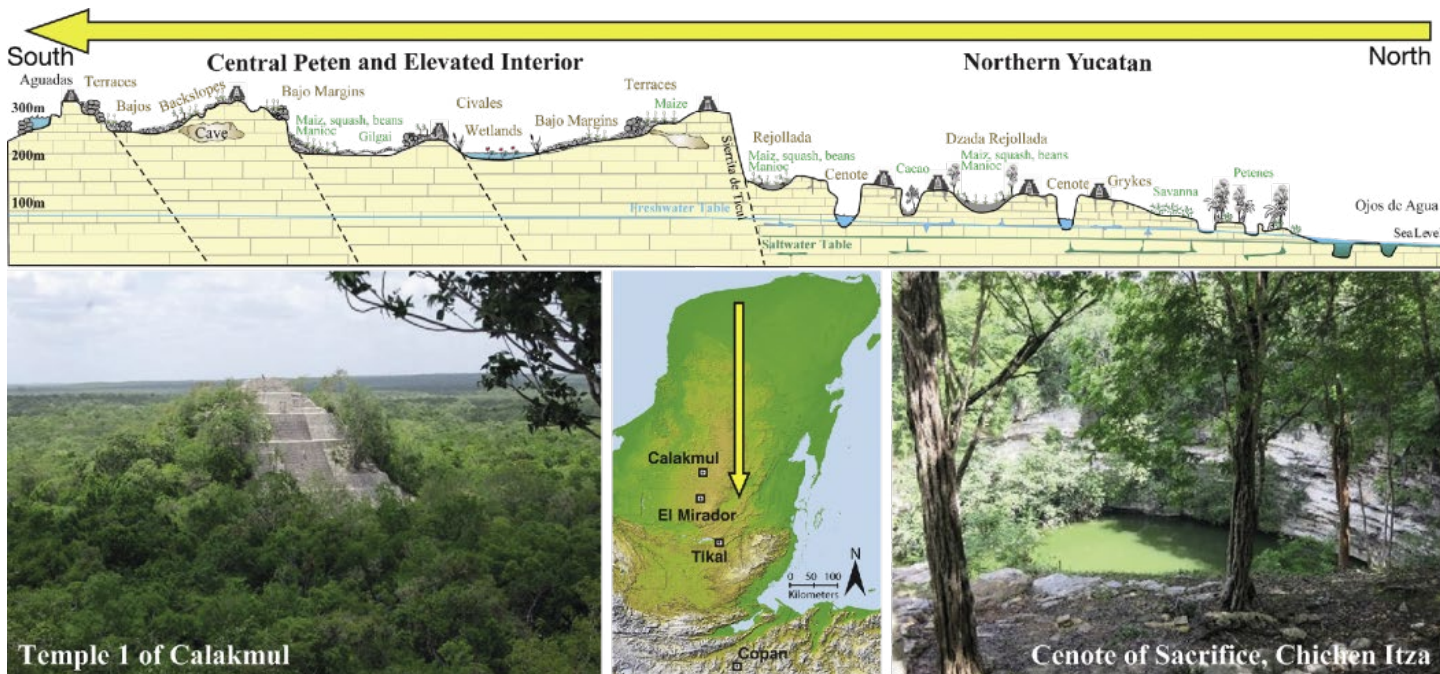 South
North
Central Peten and Elevated Interior
Northern Yucatan
Aguadas
Terraces
Bajos
Backslopes
Bajo Margins
Civales
Terraces
Maize
300m
Cave
Maiz, squash, beans
Manioc
Gilgai
Wetlands
Bajo Margins
200m
100m
Sierrita de Ticul
Rejollada
Maiz, squash, beans
Manioc
Cenote
Cacao
Dzada Rejollada
Maiz, squash, beans
Manioc
Cenote
Grykes
Savanna
Petenes
Ojos de Agua
Sea Level
Freshwater Table
Saltwater Table
Temple 1 of Calakmul
Calakmul
El Mirador
Tikal
N
0 50 100
Kilometers
Copan
Cenote of Sacrifice, Chichen Itza